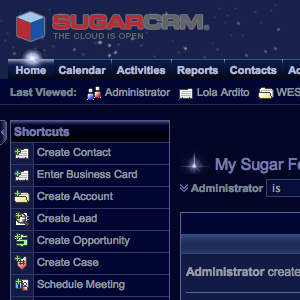 SUGARCRM.
THE CLOUD IS OPEN
Home Calendar Activities Reports Contacts Ac
Last Viewed: Administrator Lola Ardito WES
Shortcuts
Create Contact
Enter Business Card
Create Account
Create Lead
Create Opportunity
Create Case
Schedule Meeting
My Sugar Fe
Administrator is
Administrator create